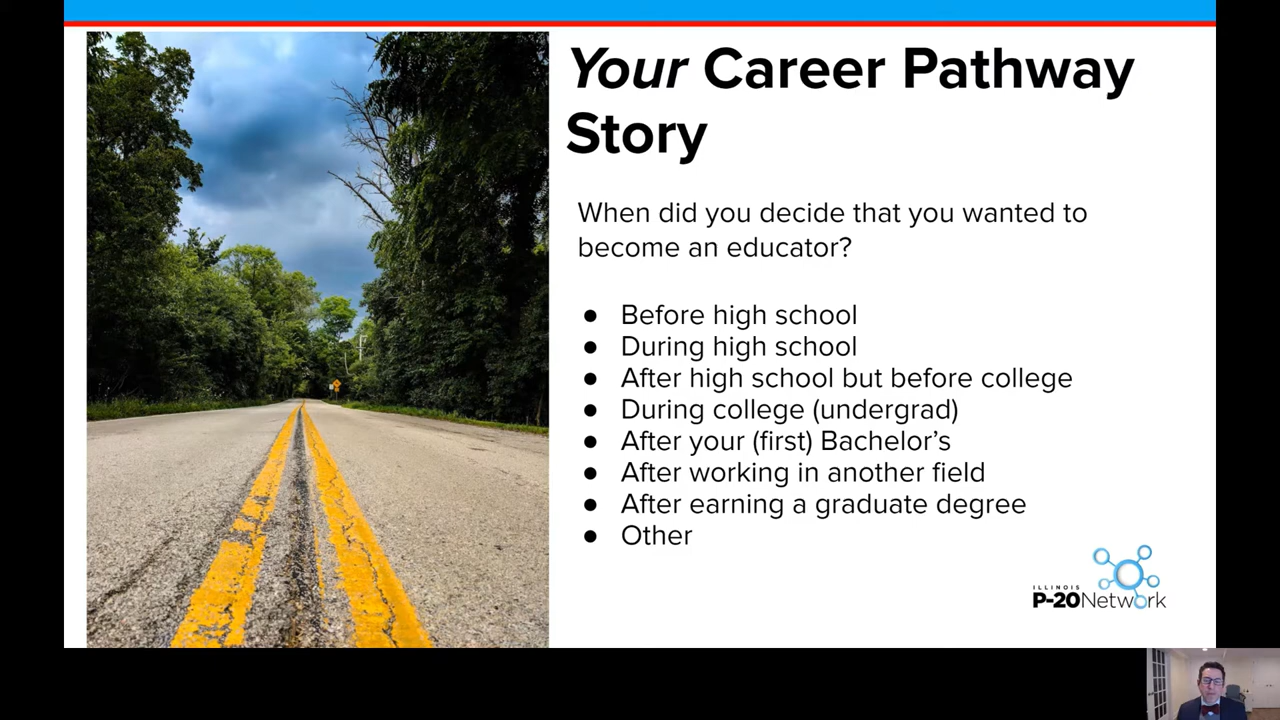 Your Career Pathway
Story
When did you decide that you wanted to
become an educator?
● Before high school
● During high school
● After high school but before college
● During college (undergrad)
● After your (first) Bachelor’s
● After working in another field
● After earning a graduate degree
● Other
ILLINOIS
P-20Network